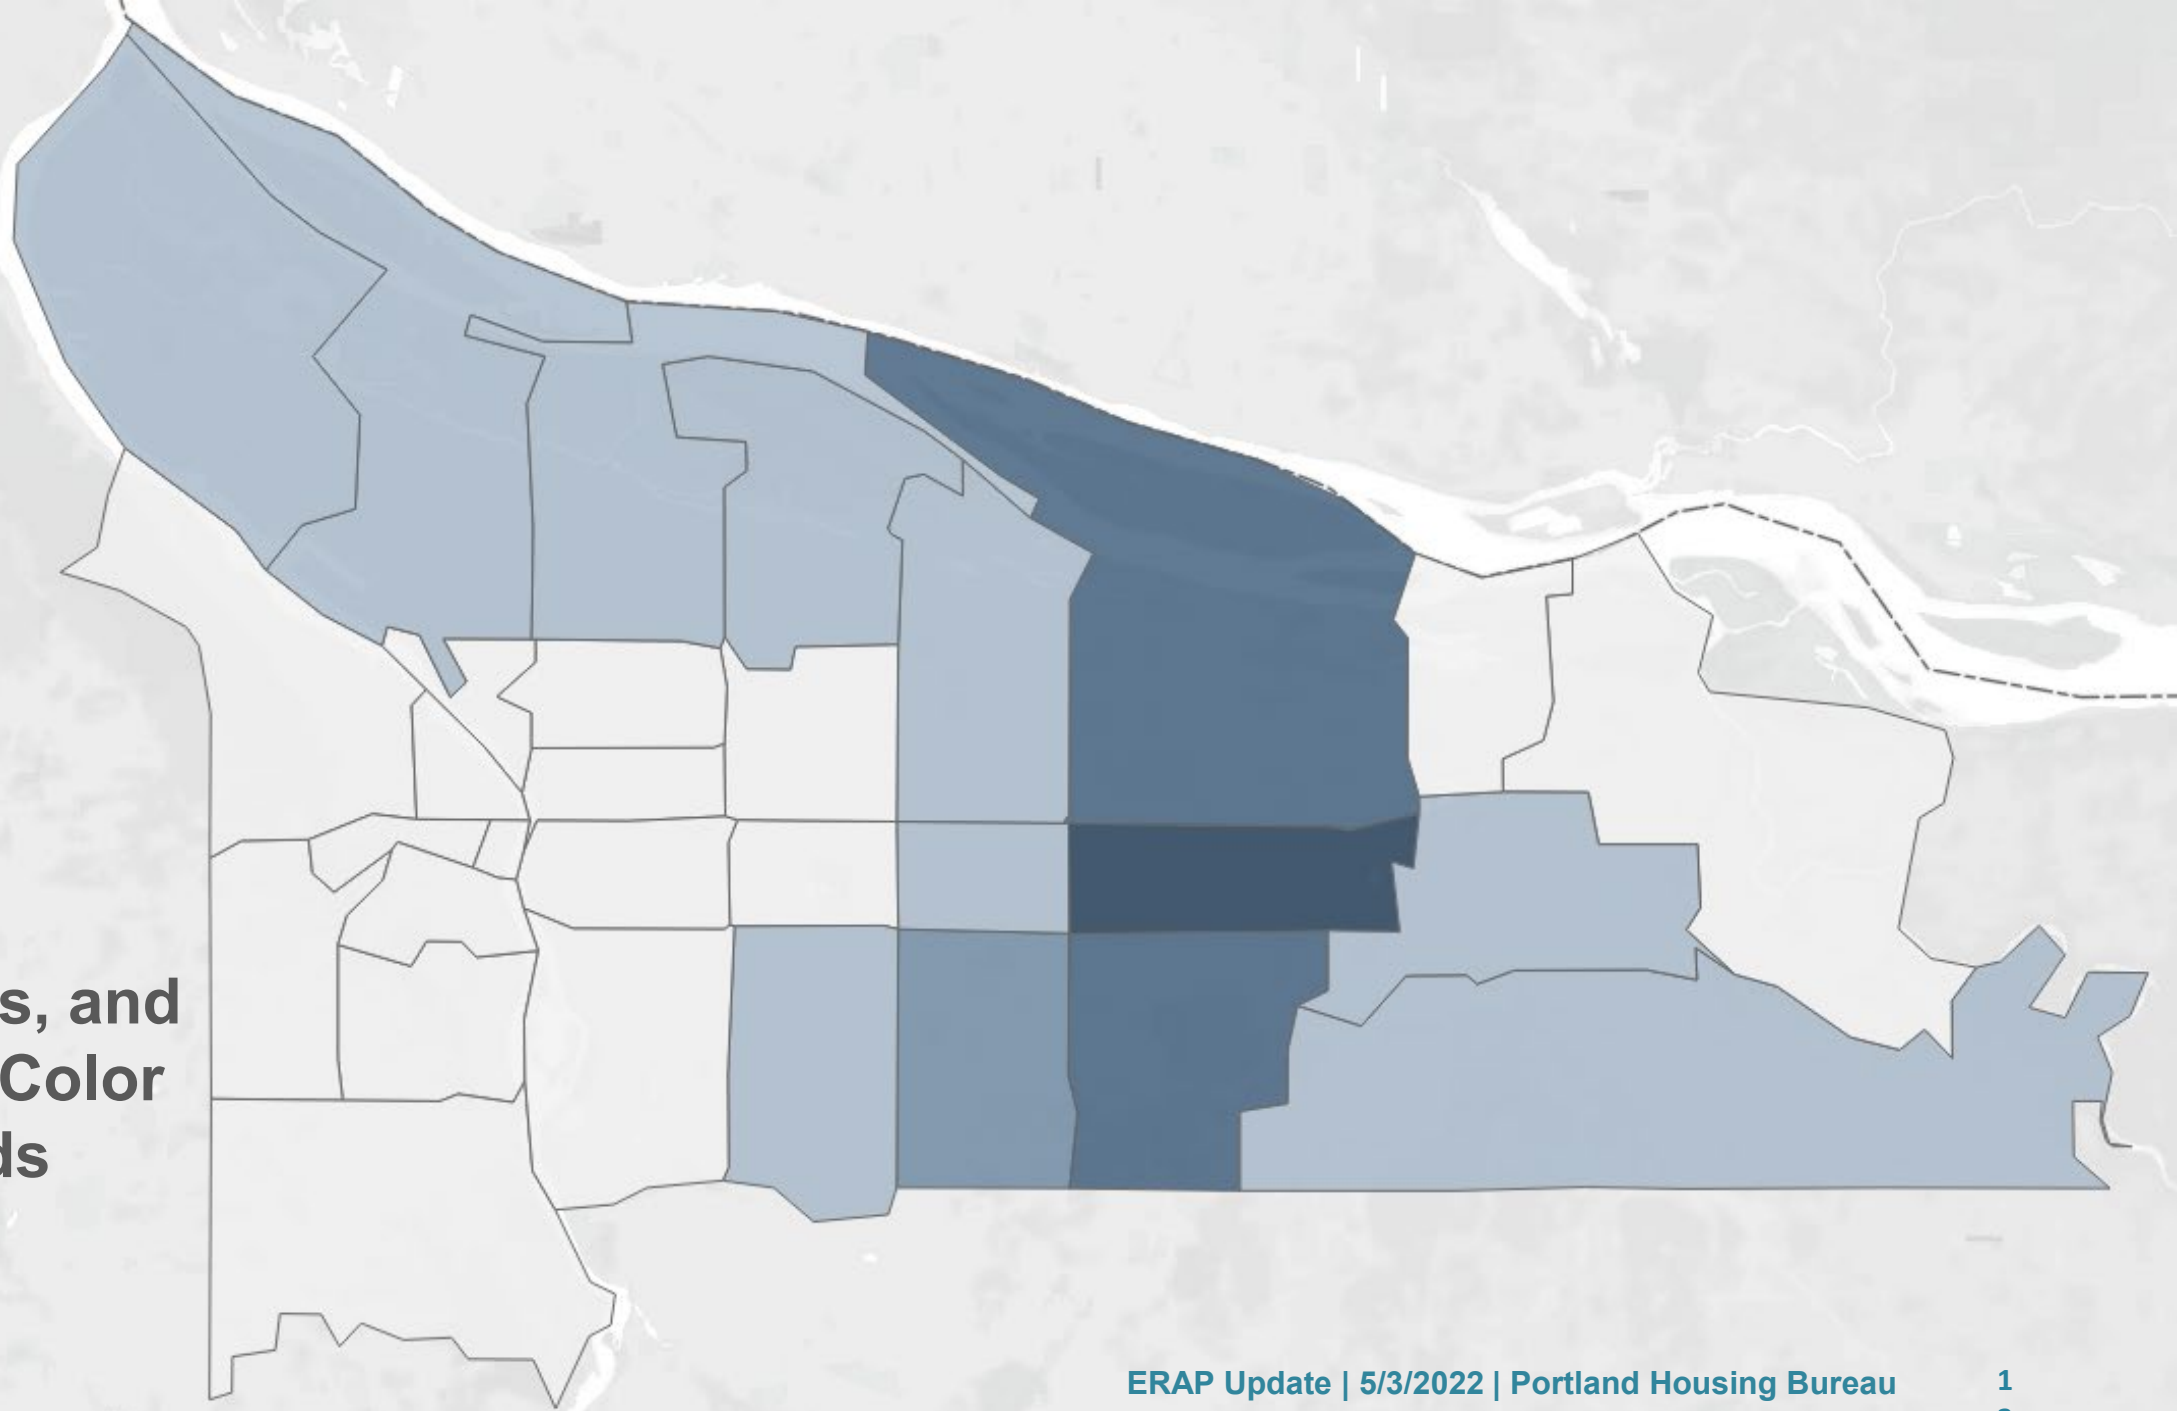 s, and
Color
ds
ERAP Update | 5/3/2022 | Portland Housing Bureau
1